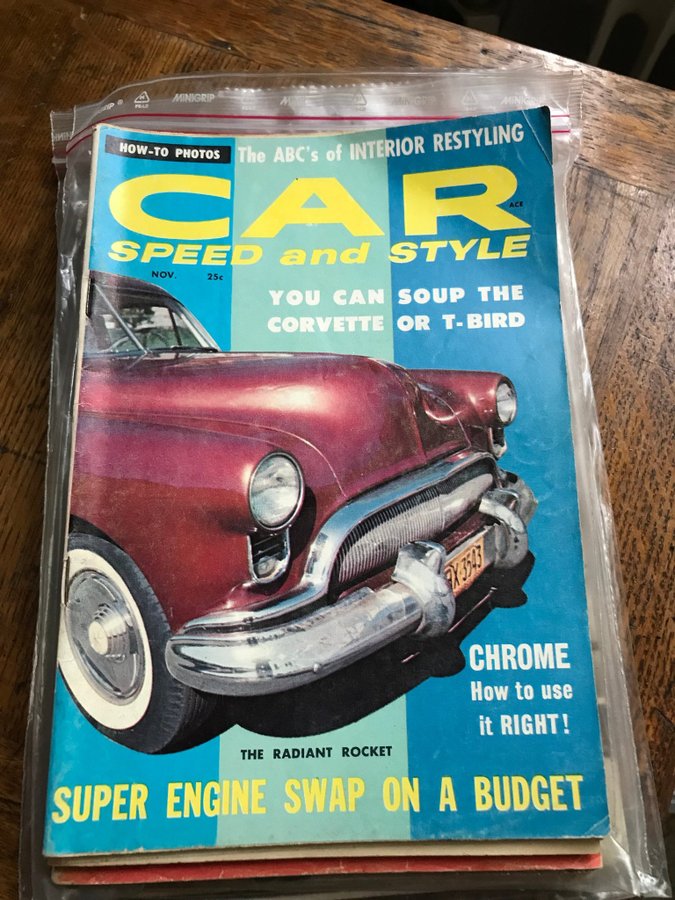 MINIGRIP
HOW-TO PHOTOS
The ABC's of INTERIOR RESTYLING
CAR
ACE
SPEED and STYLE
NOV. 25c
YOU CAN SOUP THE
CORVETTE OR T-BIRD
X·3503
CHROME
How to use
it RIGHT!
THE RADIANT ROCKET
SUPER ENGINE SWAP ON A BUDGET